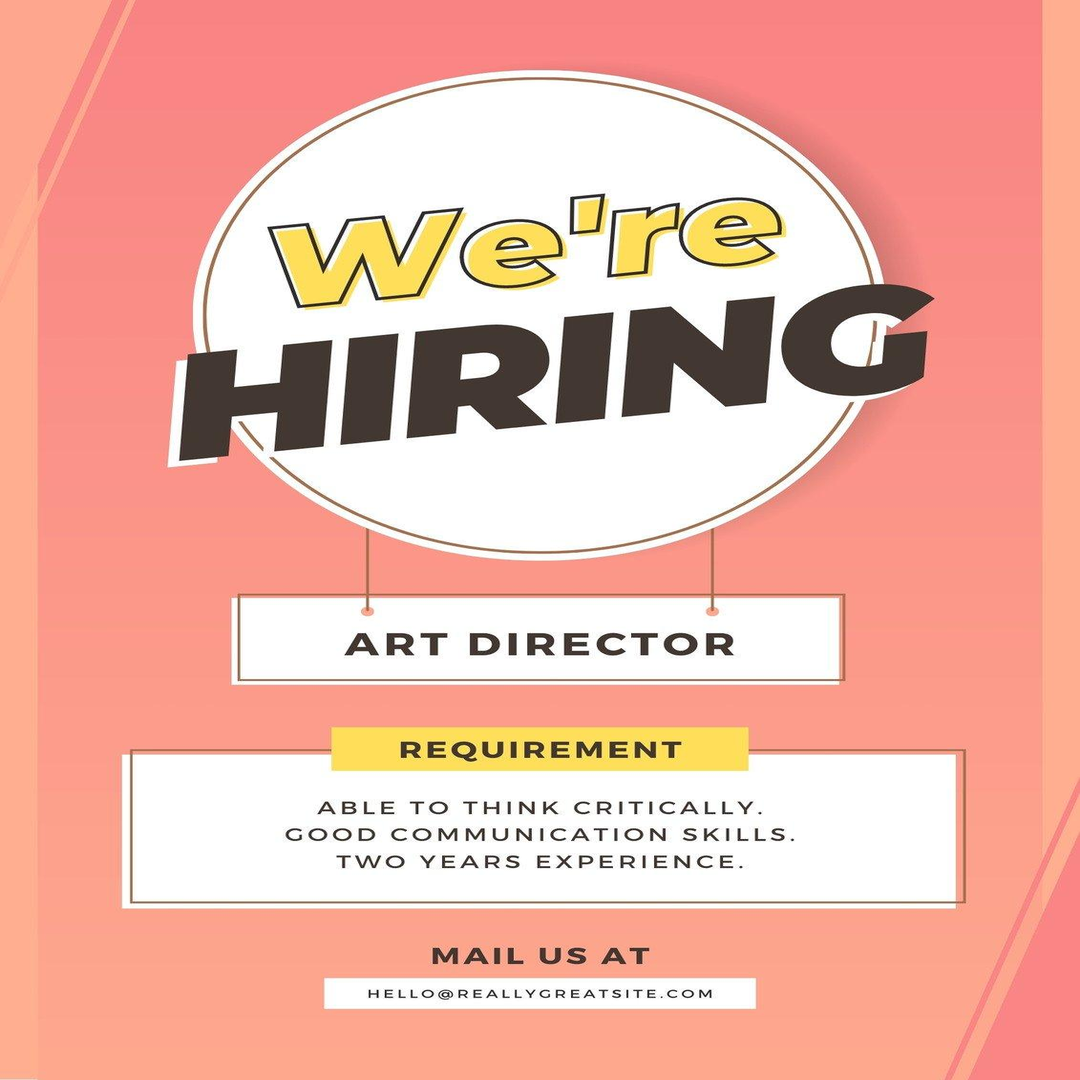 We're
HIRING
ART DIRECTOR
REQUIREMENT
ABLE TO THINK CRITICALLY.
GOOD COMMUNICATION SKILLS.
TWO YEARS EXPERIENCE.
MAIL US AT
HELLO@REALLYGREATSITE.COM